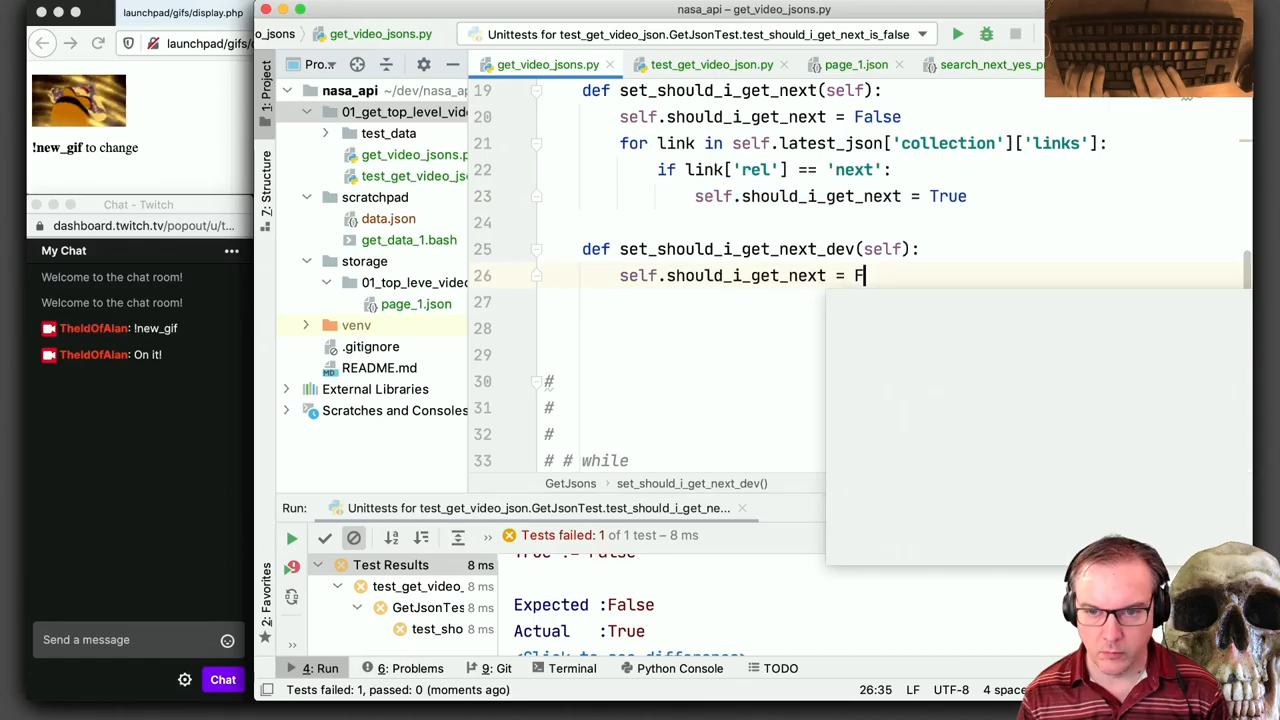 launchpad/gifs/display.php
launchpad/gifs/
!new_gif to change
Chat - Twitch
dashboard.twitch.tv/popout/u/t...
My Chat
Welcome to the chat room!
Welcome to the chat room!
TheIdOfAlan: !new_gif
TheIdOfAlan: On it!
Send a message
Chat
nasa_api – get_video_jsons.py
o_jsons
get_video_jsons.py
Unittests for test_get_video_json.GetJsonTest.test_should_i_get_next_is_false
1: Project
7: Structure
2: Favorites
Pro..
nasa_api ~/dev/nasa_ap
01_get_top_level_vid
test_data
get_video_jsons.p
test_get_video_js
scratchpad
data.json
get_data_1.bash
storage
01_top_leve_video
page_1.json
venv
.gitignore
README.md
External Libraries
Scratches and Consoles
get_video_jsons.py
test_get_video_json.py
page_1.json
search_next_yes_p
19 def set_should_i_get_next(self):
20 self.should_i_get_next = False
21 for link in self.latest_json['collection']['links']:
22 if link['rel'] == 'next':
23 self.should_i_get_next = True
24
25 def set_should_i_get_next_dev(self):
26 self.should_i_get_next = F
27
28
29
30 #
31 #
32 #
33 # # while
GetJsons
set_should_i_get_next_dev()
Run:
Unittests for test_get_video_json.GetJsonTest.test_should_i_get_ne...
Tests failed: 1 of 1 test – 8 ms
Test Results 8 ms
test_get_video_ 8 ms
GetJsonTes 8 ms
test_sho 8 ms
True != False
Expected :False
Actual :True
<Click to see difference>
4: Run
6: Problems
9: Git
Terminal
Python Console
TODO
Tests failed: 1, passed: 0 (moments ago)
26:35
LF
UTF-8
4 space